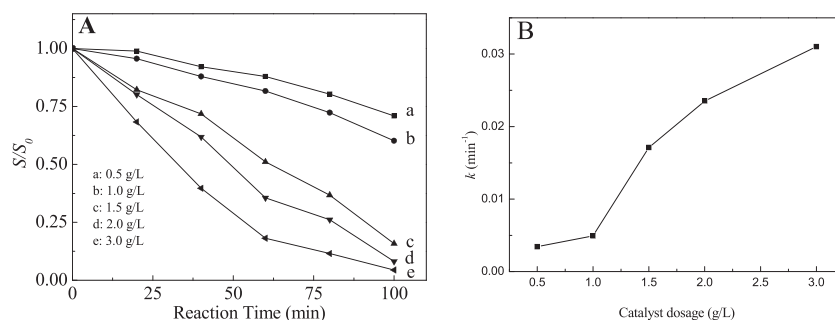 A
1.00
0.75
0.50
0.25
0.00
S/S₀
a
b
c
d
e
a: 0.5 g/L
b: 1.0 g/L
c: 1.5 g/L
d: 2.0 g/L
e: 3.0 g/L
0 25 50 75 100
Reaction Time (min)
B
0.03
0.02
0.01
0.00
k (min⁻¹)
0.5 1.0 1.5 2.0 2.5 3.0
Catalyst dosage (g/L)